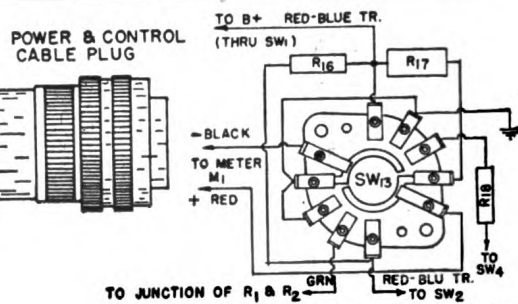 TO B+ RED-BLUE TR.
(THRU SW1)
POWER & CONTROL
CABLE PLUG
R16
R17
-BLACK
TO METER
M1
+ RED
SW13
R18
TO
SW4
GRN
RED-BLU TR.
TO JUNCTION OF R1 & R2
TO SW2